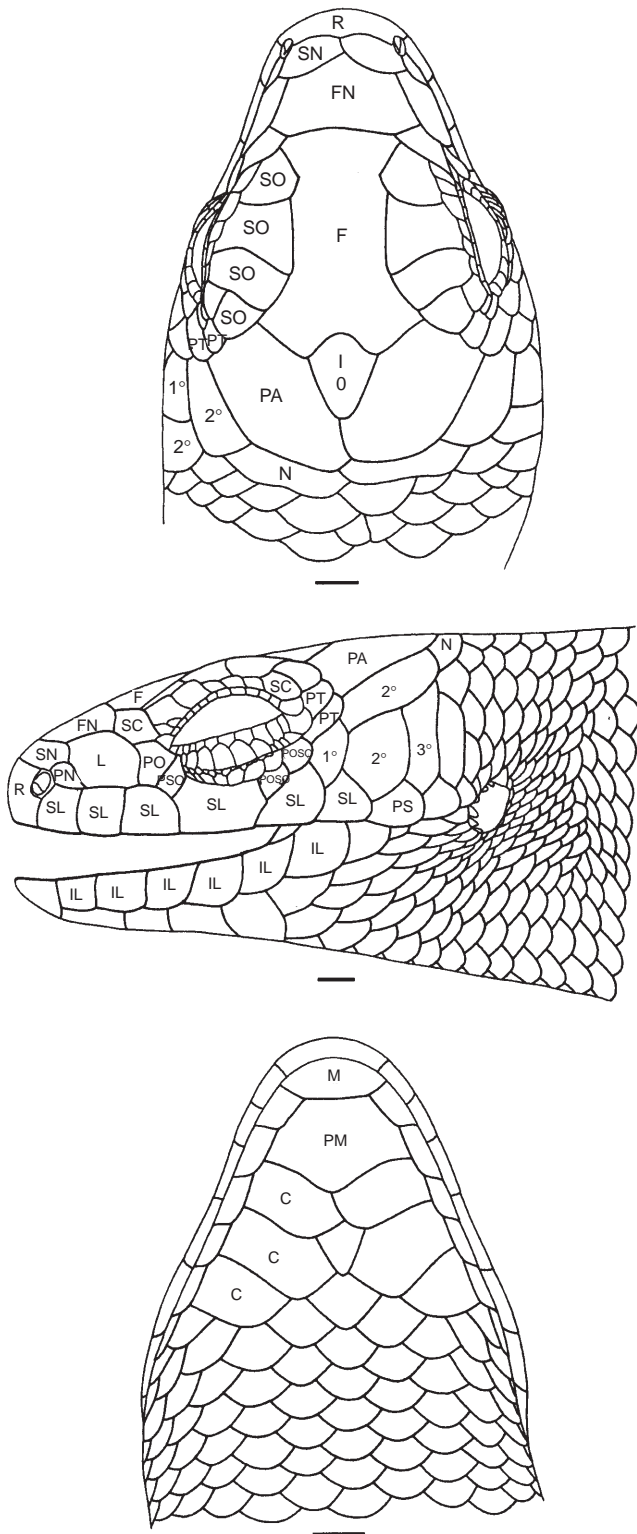 R
SN
FN
SO
SO
F
SO
SO
PT PT
I
0
1° PA
2°
2°
N
N
PA
SC 2°
F
PT
FN SC
PT
SN L PO POSO 1° 2° 3°
PN PSO POSO
R
SL SL SL SL SL SL PS
IL
IL
IL IL IL IL
M
PM
C
C
C